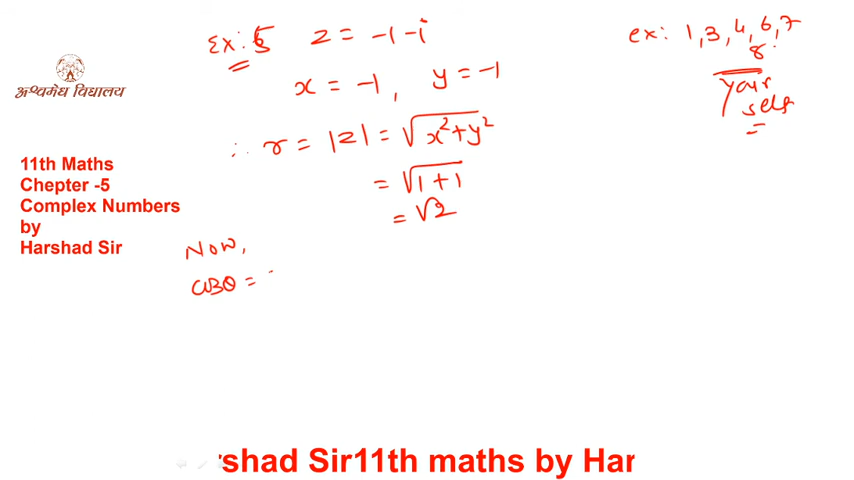 Ex: 5 z = -1 - i
x = -1, y = -1
∴ r = |z| = √x²+y²
= √1+1
= √2
Now,
cosθ =
ex: 1, 3, 4, 6, 7
8.
your
self
अश्वमेध विद्यालय
11th Maths
Chepter -5
Complex Numbers
by
Harshad Sir
rshad Sir11th maths by Har